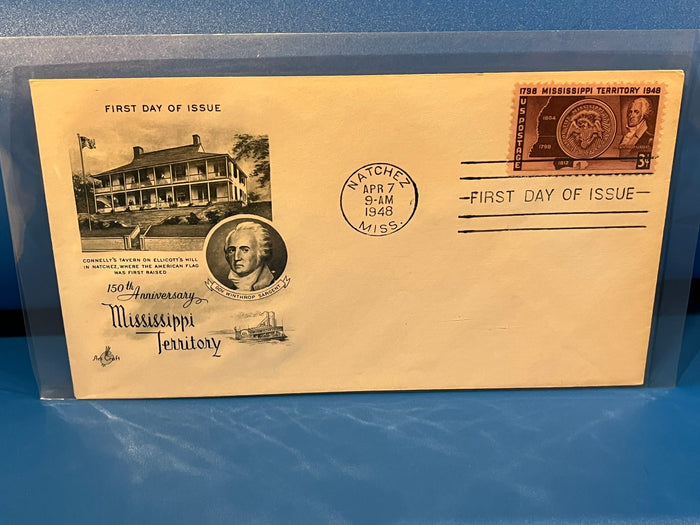 FIRST DAY OF ISSUE
CONNELLY'S TAVERN ON ELLICOTT'S HILL
IN NATCHEZ, WHERE THE AMERICAN FLAG
WAS FIRST RAISED
GOV. WINTHROP SARGENT
150th Anniversary
Mississippi
Territory
Art Craft
NATCHEZ
APR 7
9-AM
1948
MISS.
FIRST DAY OF ISSUE
1798 MISSISSIPPI TERRITORY 1948
U.S. POSTAGE
1804
1798
1812
3¢